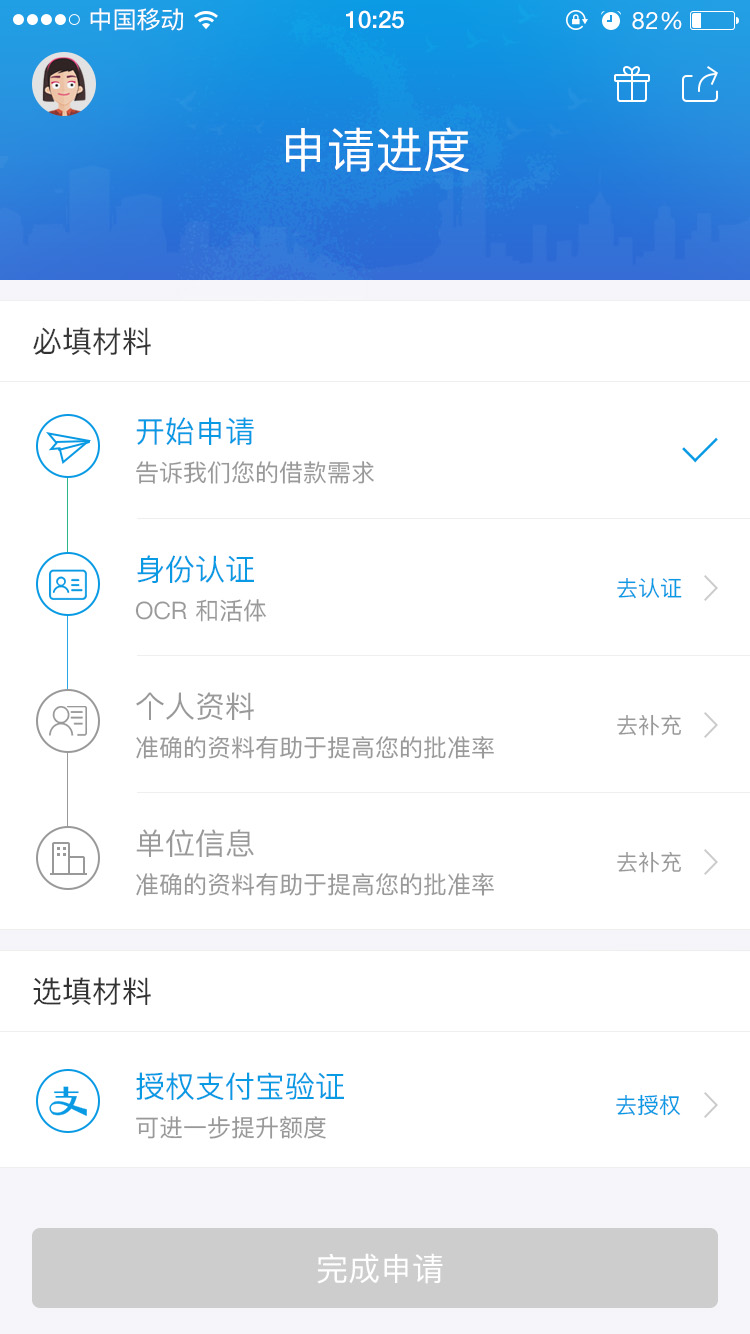 中国移动 10:25 82%
申请进度
必填材料
开始申请
告诉我们您的借款需求
身份认证
OCR 和活体
去认证
个人资料
准确的资料有助于提高您的批准率
去补充
单位信息
准确的资料有助于提高您的批准率
去补充
选填材料
授权支付宝验证
可进一步提升额度
去授权
完成申请